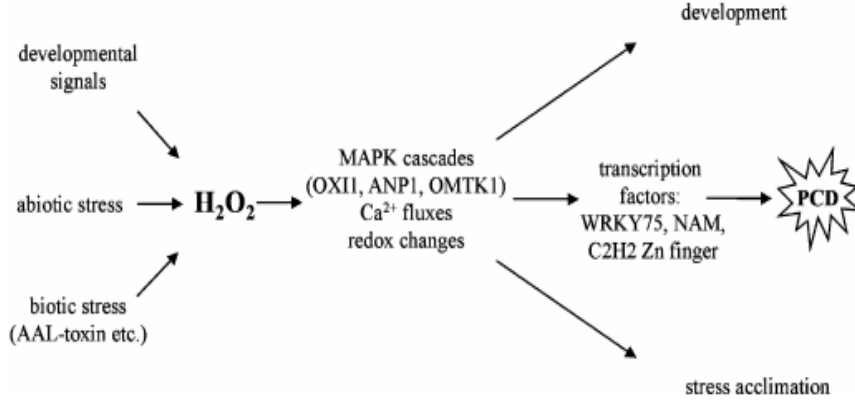 development
developmental
signals
MAPK cascades
(OXI1, ANP1, OMTK1)
Ca²⁺ fluxes
redox changes
transcription
factors:
WRKY75, NAM,
C2H2 Zn finger
PCD
abiotic stress
H₂O₂
biotic stress
(AAL-toxin etc.)
stress acclimation